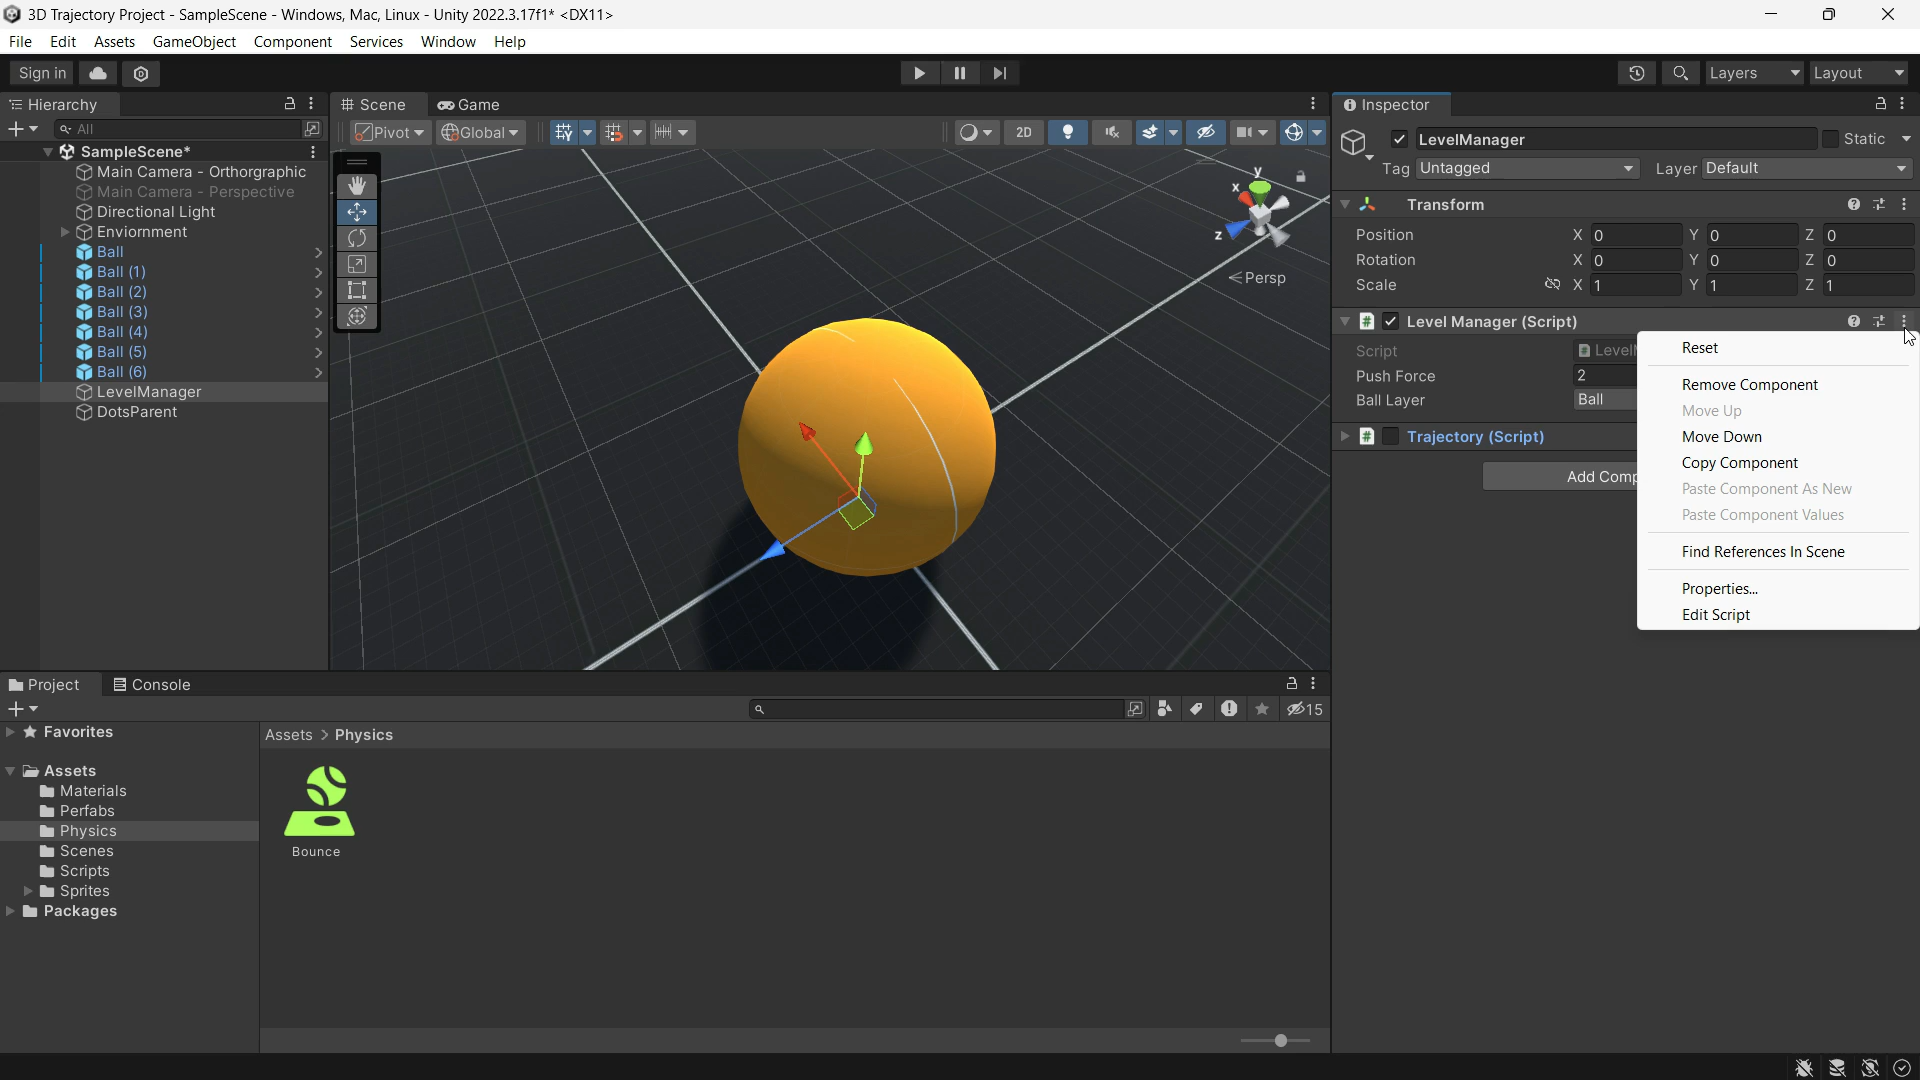 3D Trajectory Project - SampleScene - Windows, Mac, Linux - Unity 2022.3.17f1* <DX11>
File Edit Assets GameObject Component Services Window Help
Sign in Layers Layout
Hierarchy
All
SampleScene*
Main Camera - Orthorgraphic
Main Camera - Perspective
Directional Light
Enviornment
Ball
Ball (1)
Ball (2)
Ball (3)
Ball (4)
Ball (5)
Ball (6)
LevelManager
DotsParent
Scene Game
Pivot Global 2D
y
x
z
Persp
Inspector
LevelManager Static
Tag Untagged Layer Default
Transform
Position X 0 Y 0 Z 0
Rotation X 0 Y 0 Z 0
Scale X 1 Y 1 Z 1
Level Manager (Script)
Script
Push Force 2
Ball Layer Ball
Trajectory (Script)
Add
Reset
Remove Component
Move Up
Move Down
Copy Component
Paste Component As New
Paste Component Values
Find References In Scene
Properties...
Edit Script
Project Console
15
Favorites
Assets
Materials
Perfabs
Physics
Scenes
Scripts
Sprites
Packages
Assets > Physics
Bounce